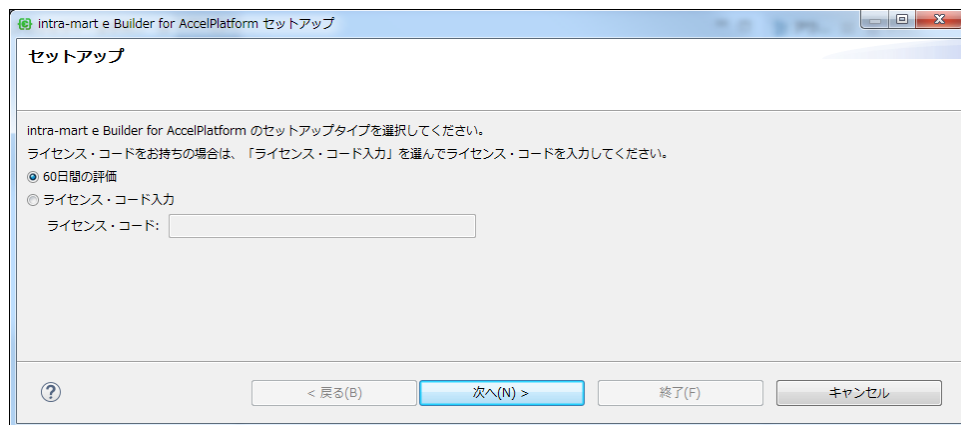 intra-mart e Builder for AccelPlatform セットアップ
セットアップ
intra-mart e Builder for AccelPlatform のセットアップタイプを選択してください。
ライセンス・コードをお持ちの場合は、「ライセンス・コード入力」を選んでライセンス・コードを入力してください。
60日間の評価
ライセンス・コード入力
ライセンス・コード:
< 戻る(B) 次へ(N) > 終了(F) キャンセル